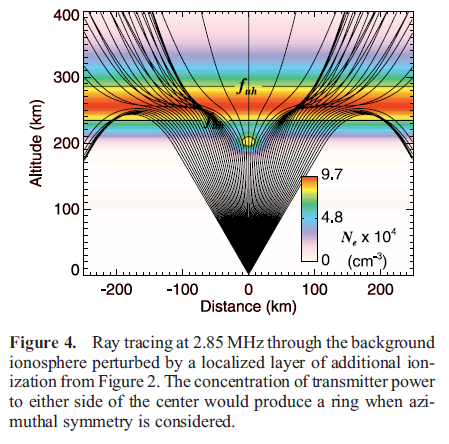 400
300
200
100
0
Altitude (km)
-200 -100 0 100 200
Distance (km)
f_uh
9.7
4.8
0
N_e x 10^4
(cm^-3)
Figure 4. Ray tracing at 2.85 MHz through the background
ionosphere perturbed by a localized layer of additional ion-
ization from Figure 2. The concentration of transmitter power
to either side of the center would produce a ring when azi-
muthal symmetry is considered.